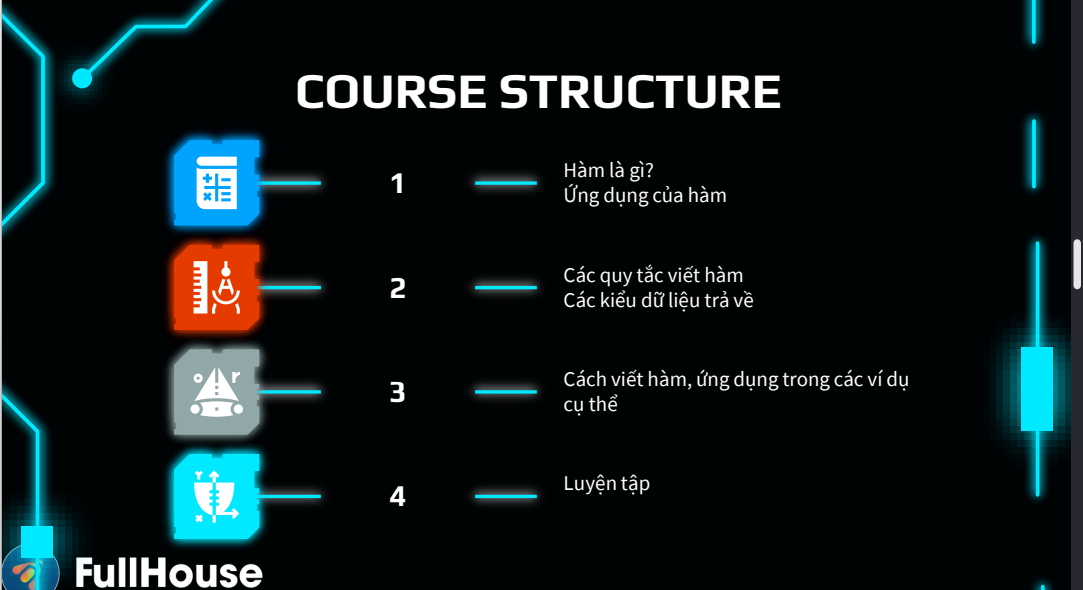 COURSE STRUCTURE
1
Hàm là gì?
Ứng dụng của hàm
2
Các quy tắc viết hàm
Các kiểu dữ liệu trả về
3
Cách viết hàm, ứng dụng trong các ví dụ
cụ thể
4
Luyện tập
FullHouse